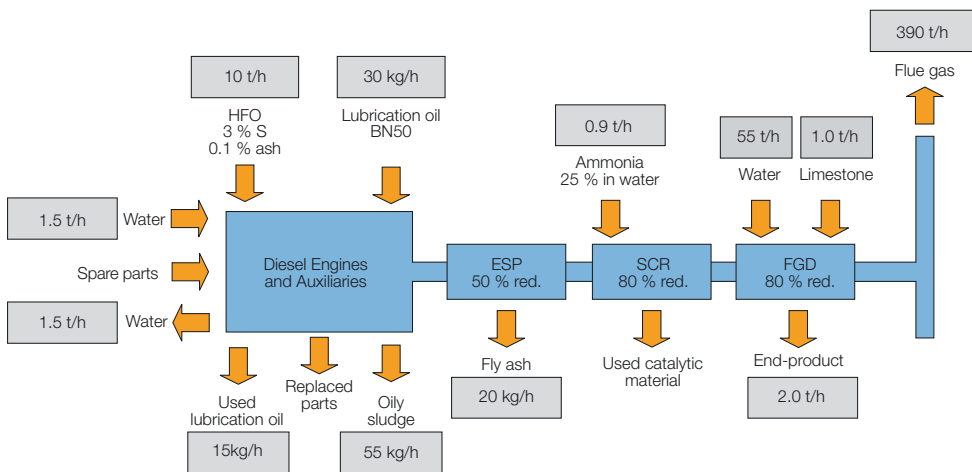 390 t/h
Flue gas
10 t/h
HFO
3 % S
0.1 % ash
30 kg/h
Lubrication oil
BN50
0.9 t/h
Ammonia
25 % in water
55 t/h
Water
1.0 t/h
Limestone
1.5 t/h
Water
Spare parts
1.5 t/h
Water
Diesel Engines
and Auxiliaries
ESP
50 % red.
SCR
80 % red.
FGD
80 % red.
Used
lubrication oil
15kg/h
Replaced
parts
Oily
sludge
55 kg/h
Fly ash
20 kg/h
Used catalytic
material
End-product
2.0 t/h